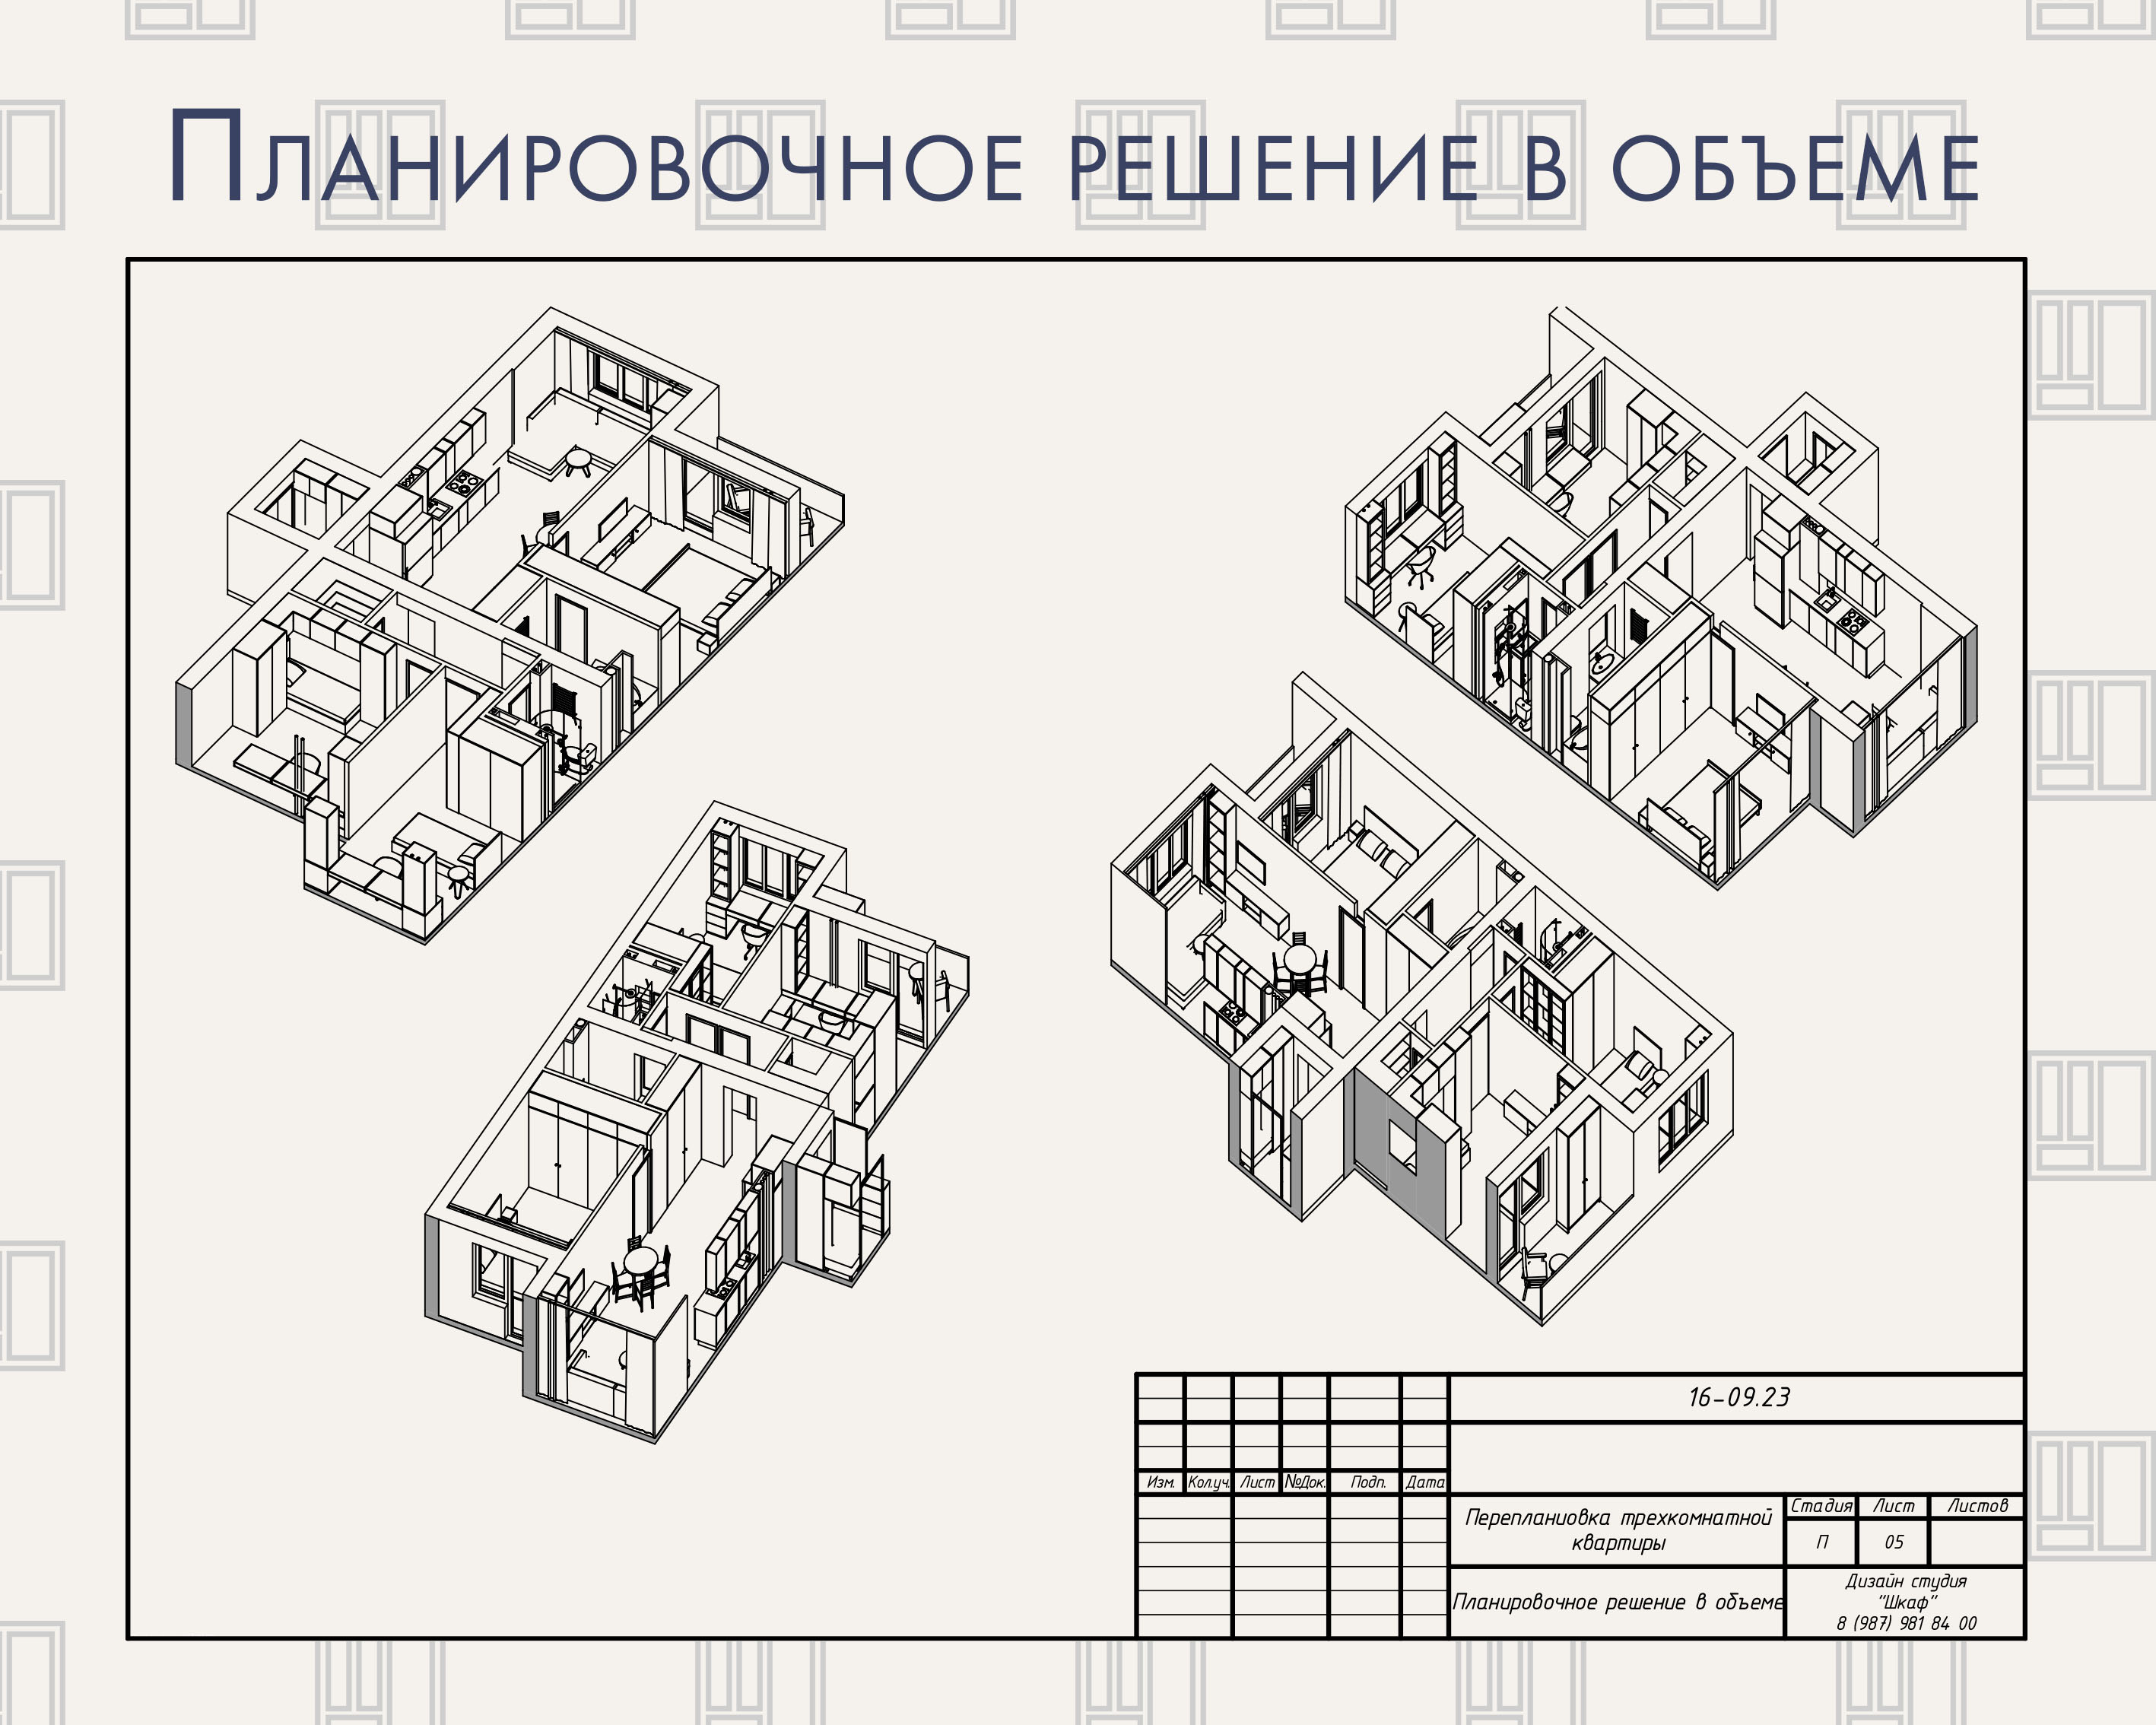 Планировочное решение в объеме
16-09.23
Изм. Кол.уч. Лист №Док. Подп. Дата
Перепланиовка трехкомнатной
квартиры
Стадия Лист Листов
П 05
Планировочное решение в объеме
Дизайн студия
"Шкаф"
8 (987) 981 84 00